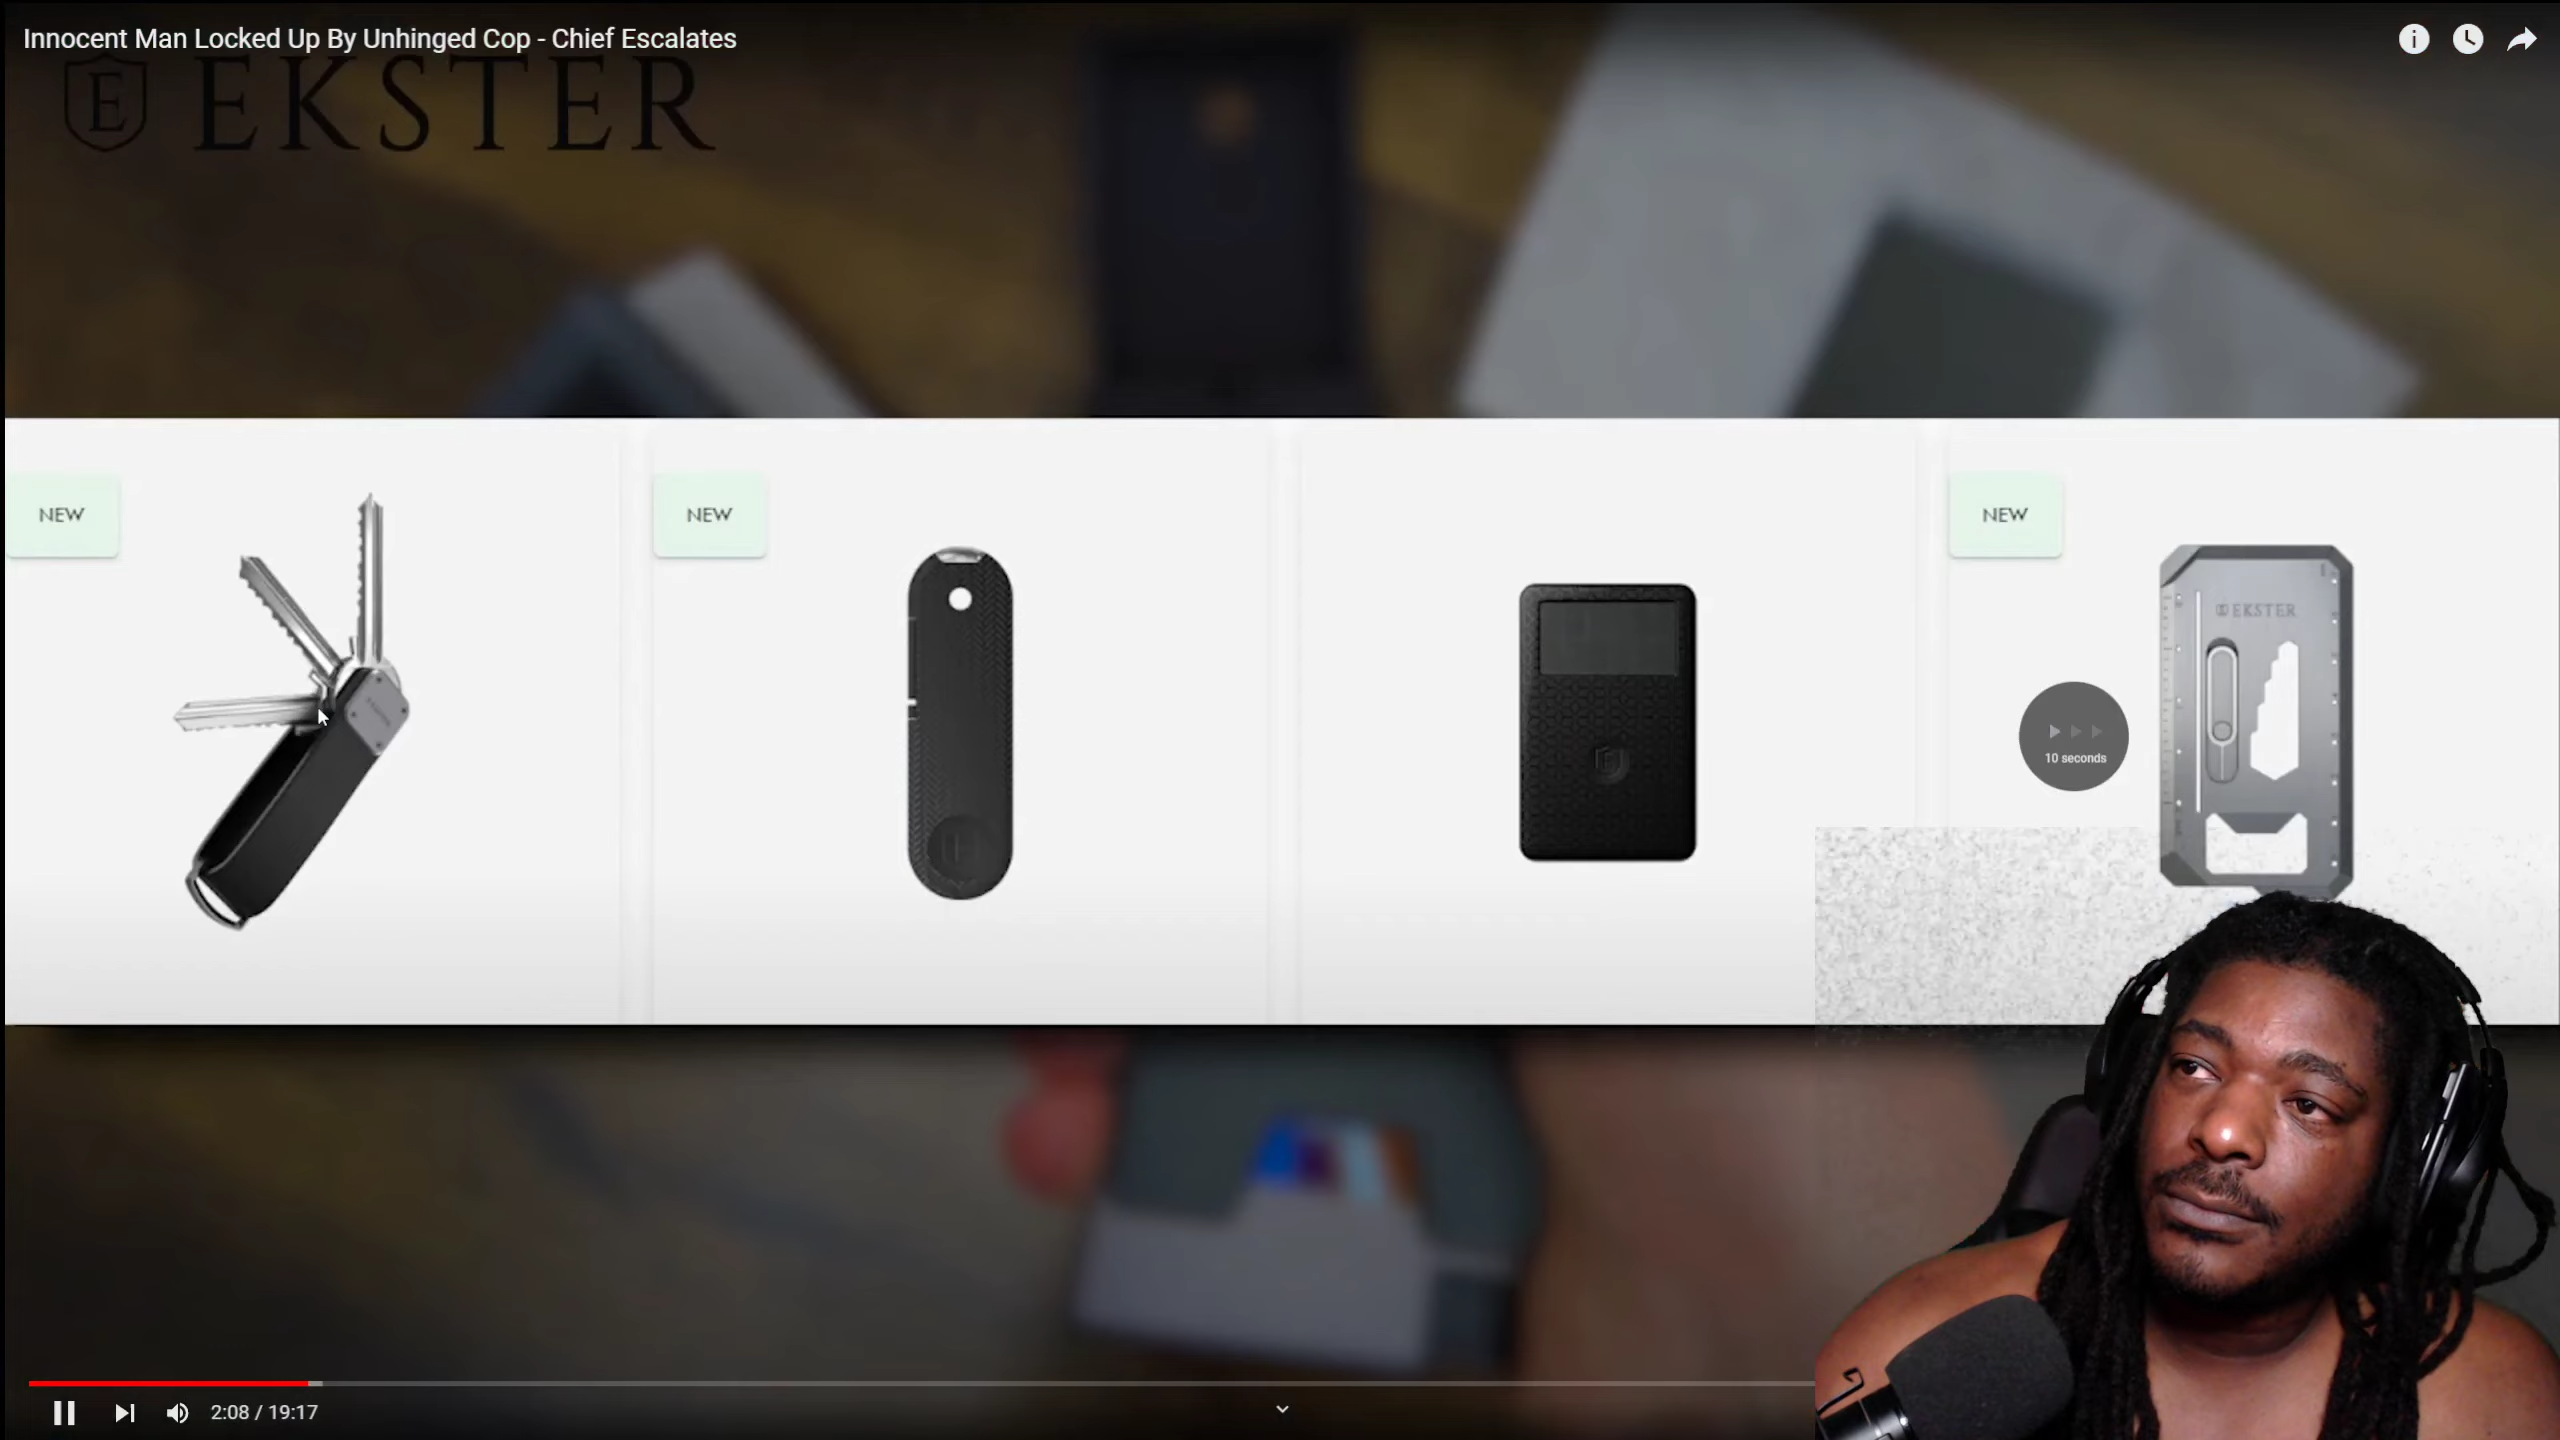 Innocent Man Locked Up By Unhinged Cop - Chief Escalates
E EKSTER
NEW
NEW
NEW
EKSTER
10 seconds
2:08 / 19:17